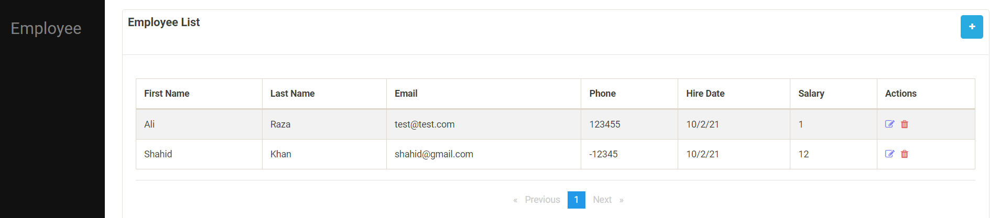 Employee
Employee List
+
First Name Last Name Email Phone Hire Date Salary Actions
Ali Raza test@test.com 123455 10/2/21 1
Shahid Khan shahid@gmail.com -12345 10/2/21 12
« Previous 1 Next »